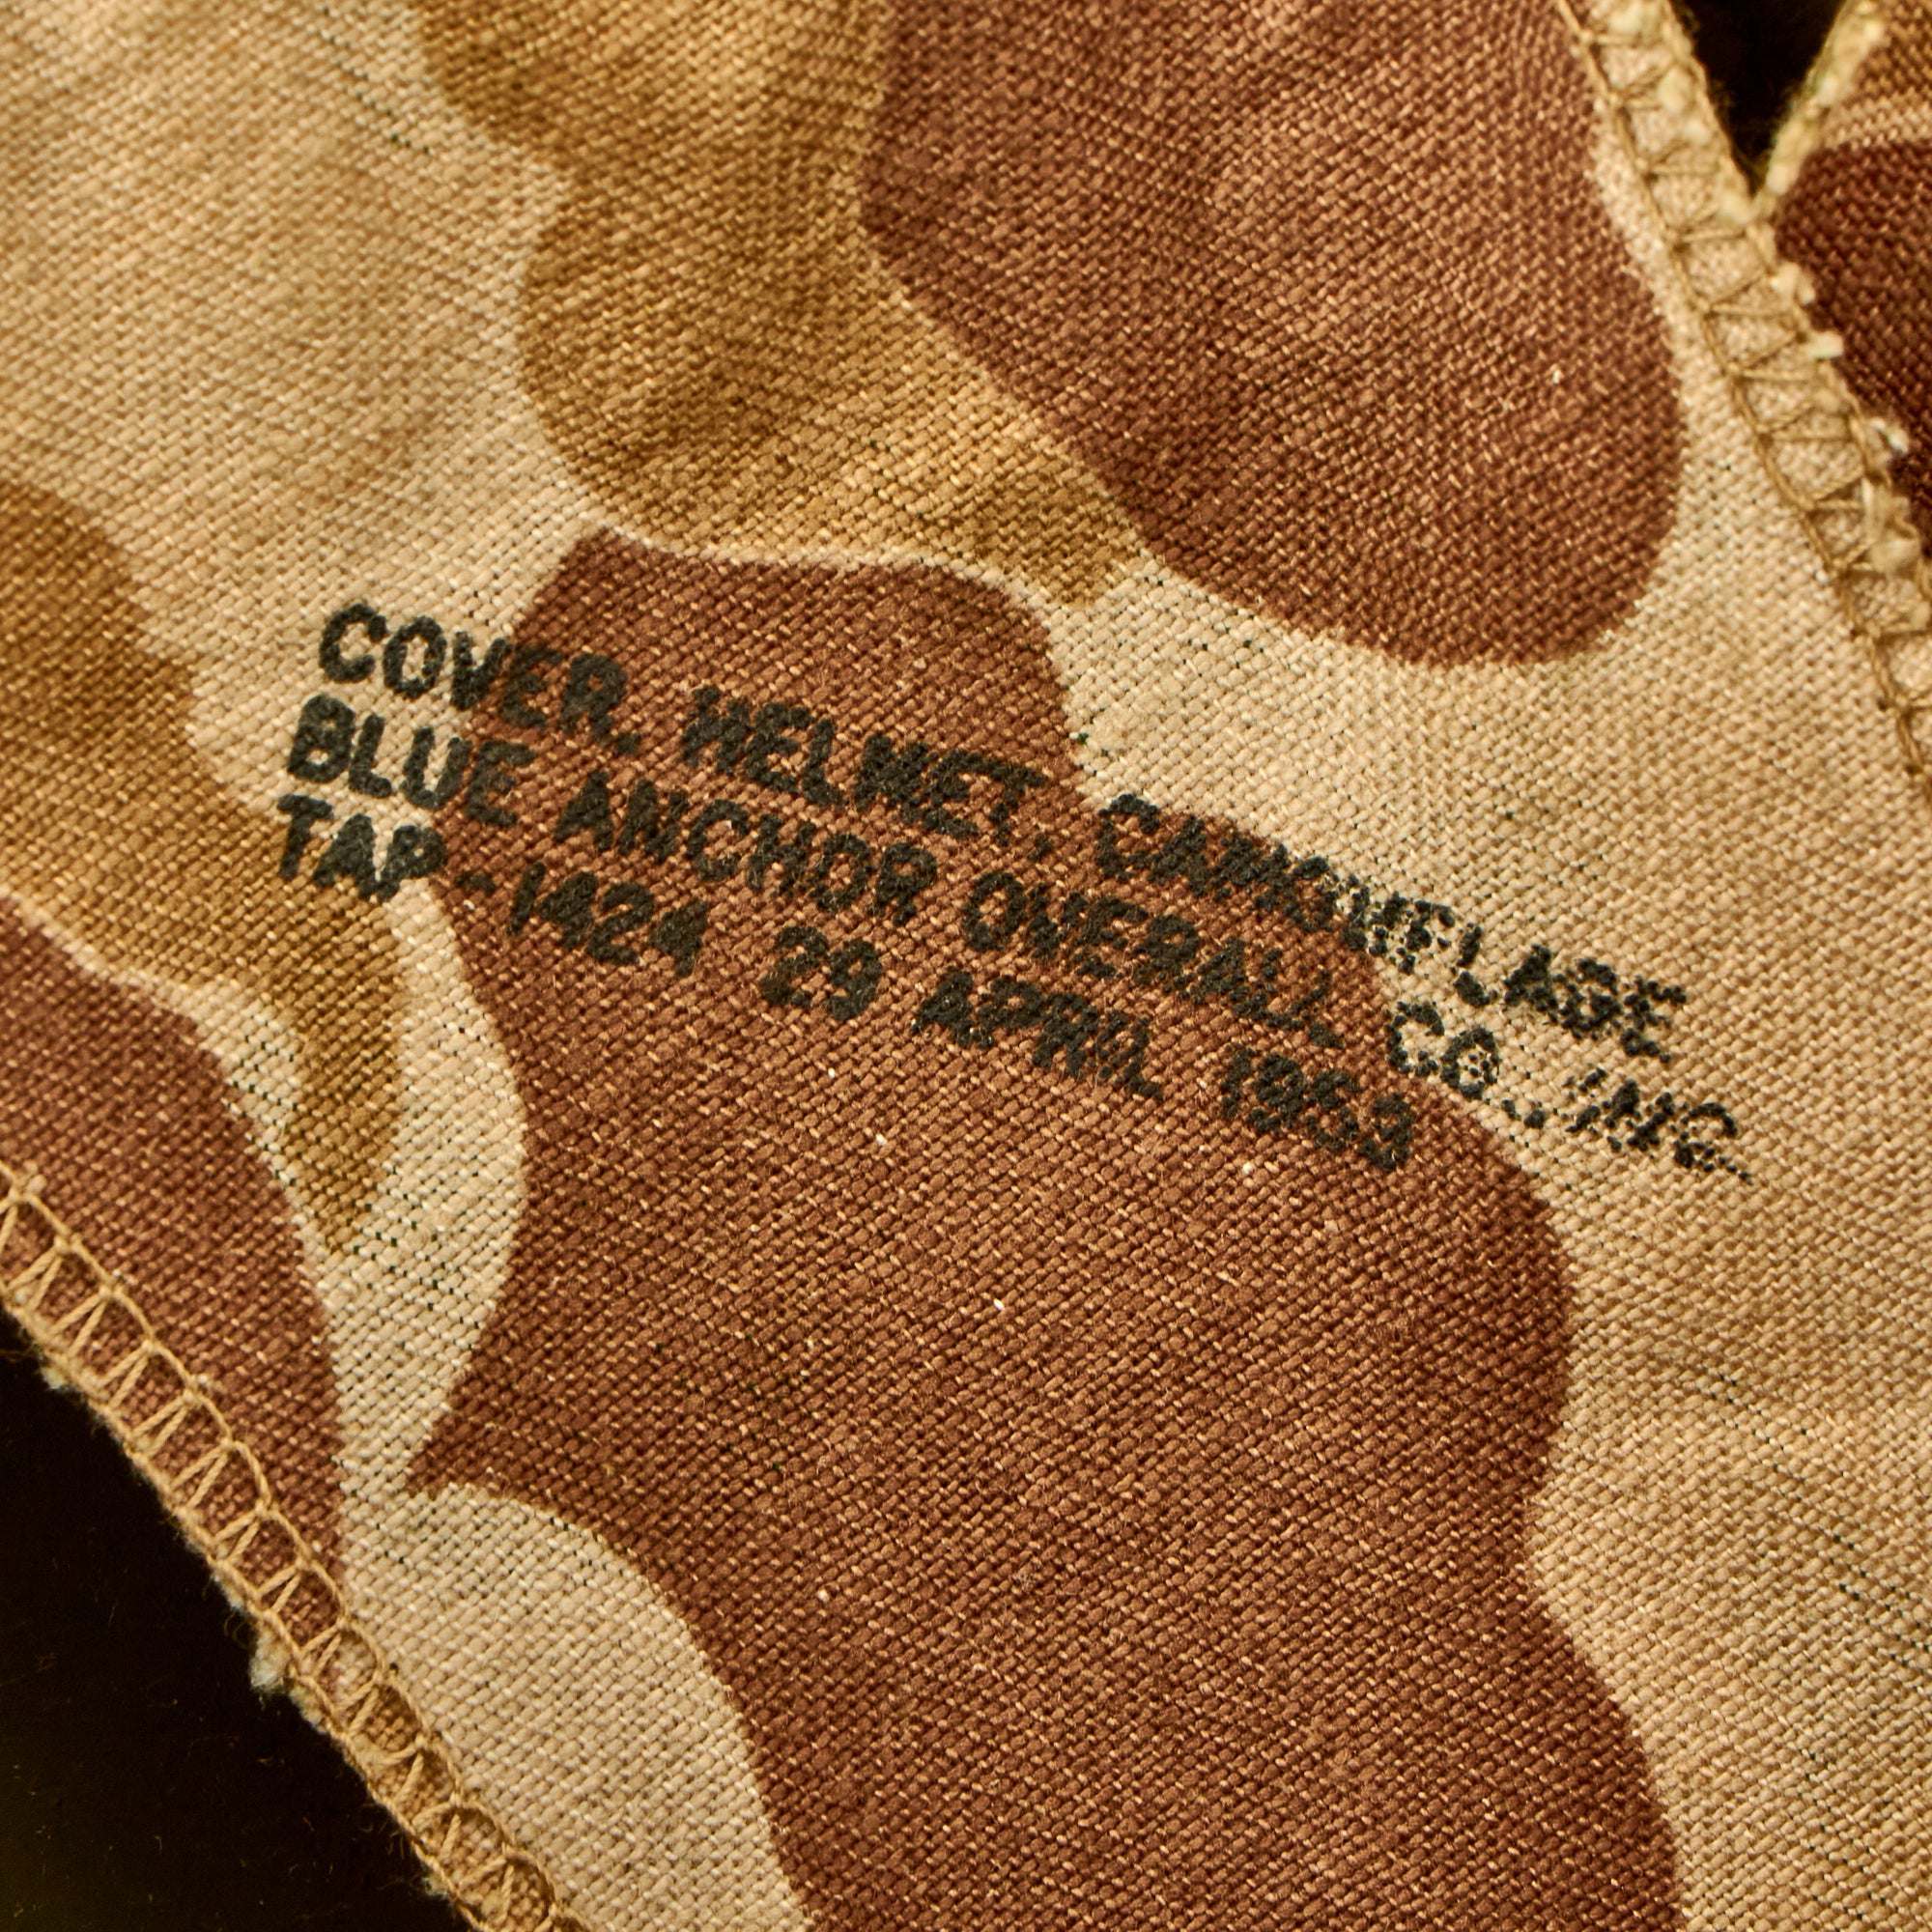 COVER, HELMET, CAMOUFLAGE
BLUE ANCHOR OVERALL CO., INC.
TAP-1424 29 APRIL 1953